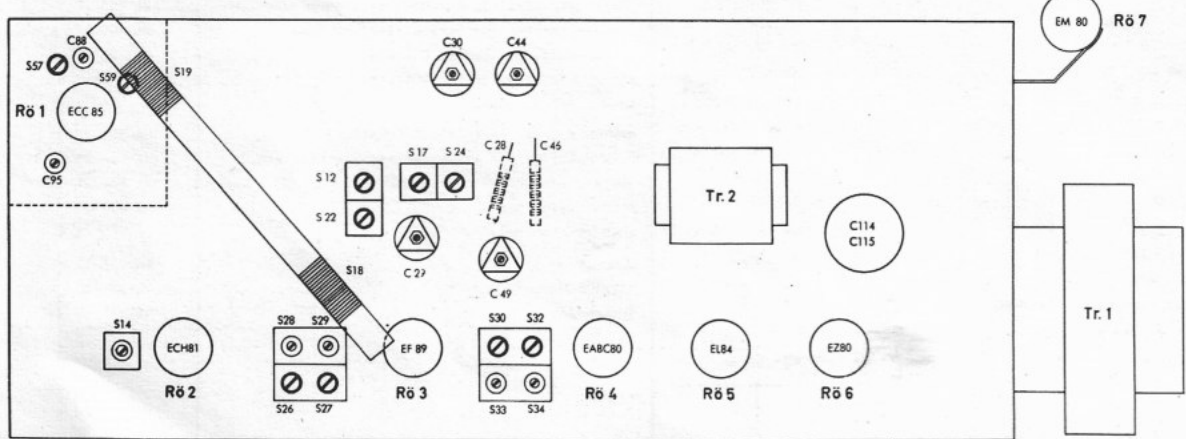 EM 80
Rö 7
C88
C30
C44
S57
S59
S19
Rö 1
ECC 85
C95
S 12
S 17
S 24
C 28
C 46
S 22
Tr. 2
C114
C115
C 29
C 49
S18
S14
S28
S29
S30
S32
Tr. 1
ECH81
EF 89
EABC80
EL84
EZ80
Rö 2
S26
S27
Rö 3
S33
S34
Rö 4
Rö 5
Rö 6